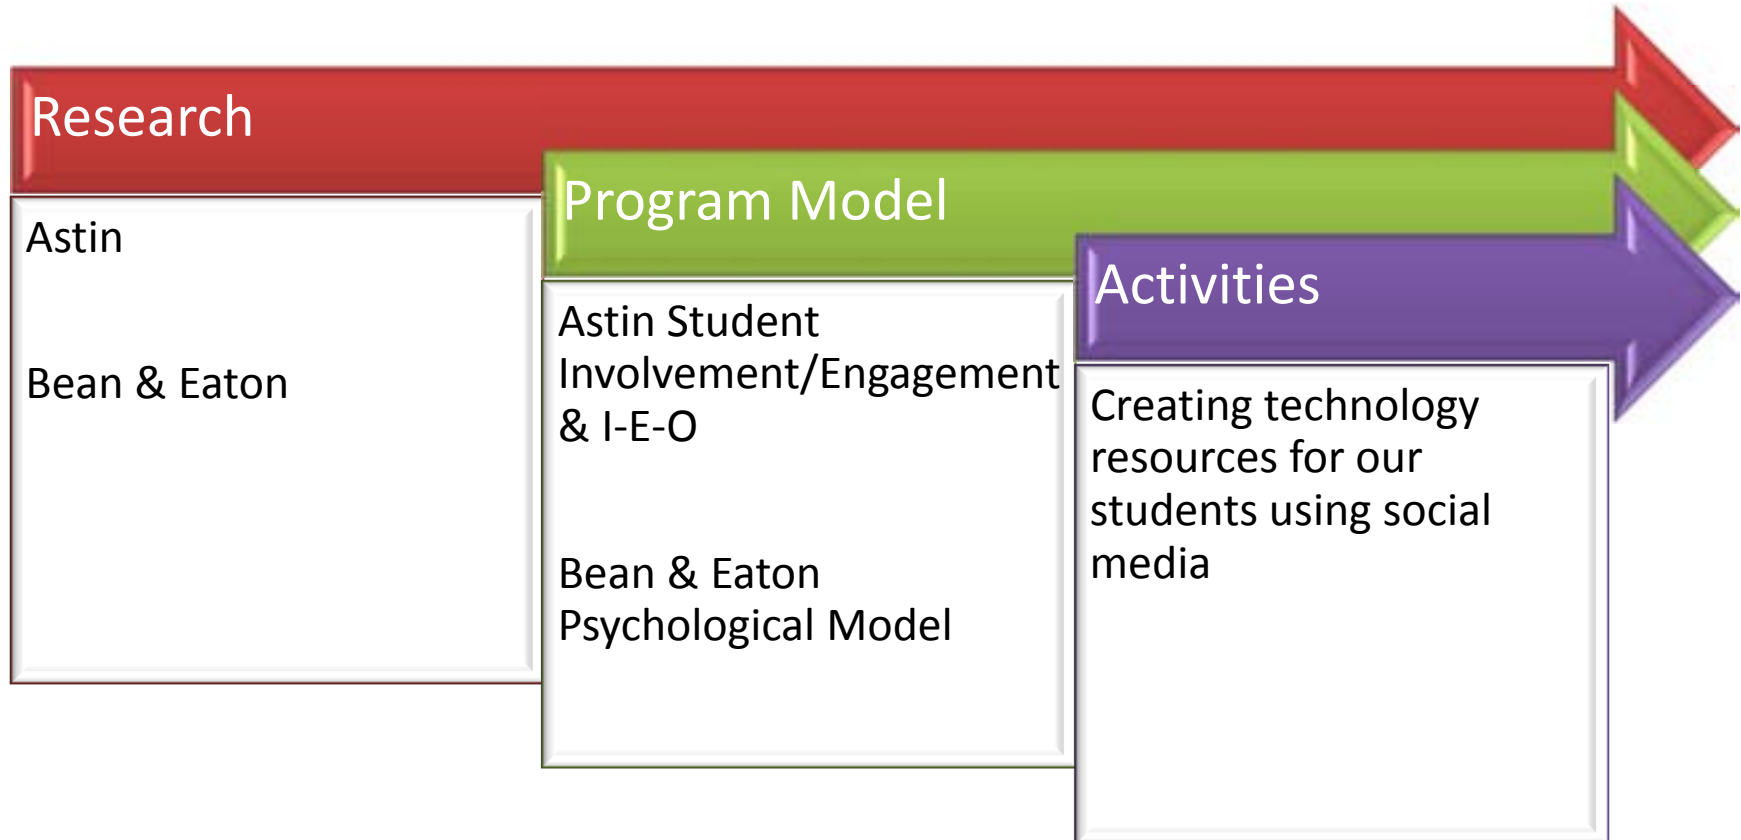 Research
Astin
Bean & Eaton
Program Model
Astin Student
Involvement/Engagement
& I-E-O
Bean & Eaton
Psychological Model
Activities
Creating technology
resources for our
students using social
media